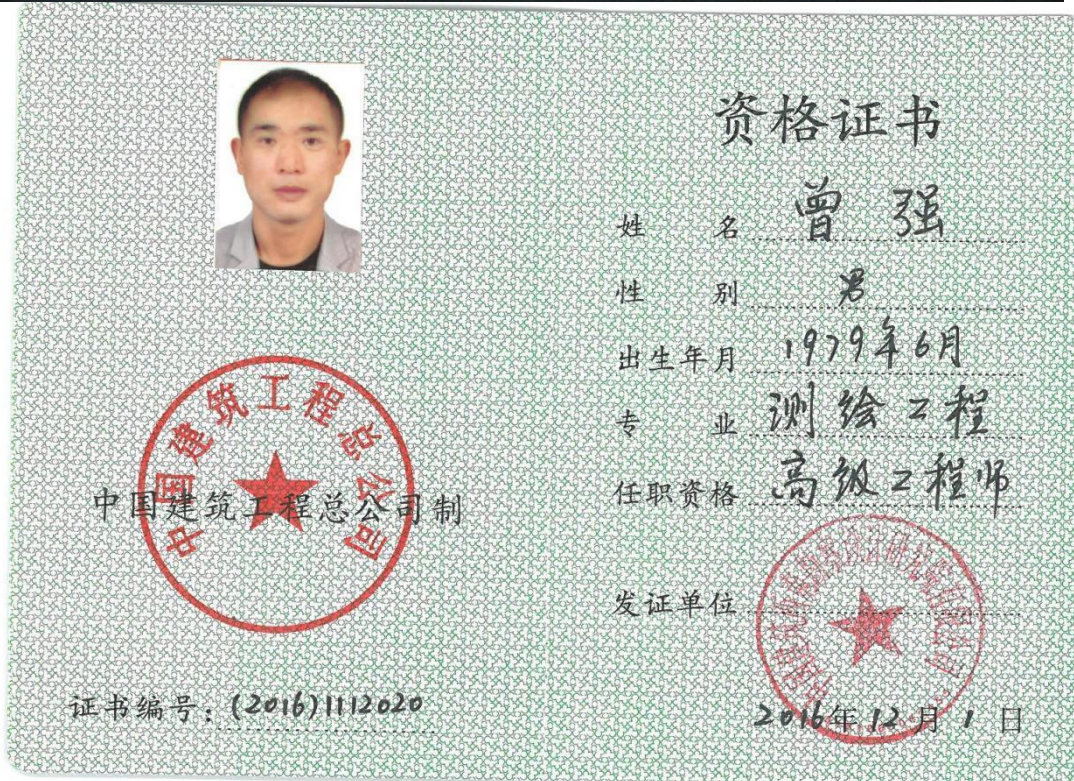 中国建筑工程总公司
中国建筑工程总公司制
证书编号：(2016)1112020
资格证书
姓 名 曾强
性 别 男
出生年月 1979年6月
专 业 测绘工程
任职资格 高级工程师
发证单位
2016年12月1日